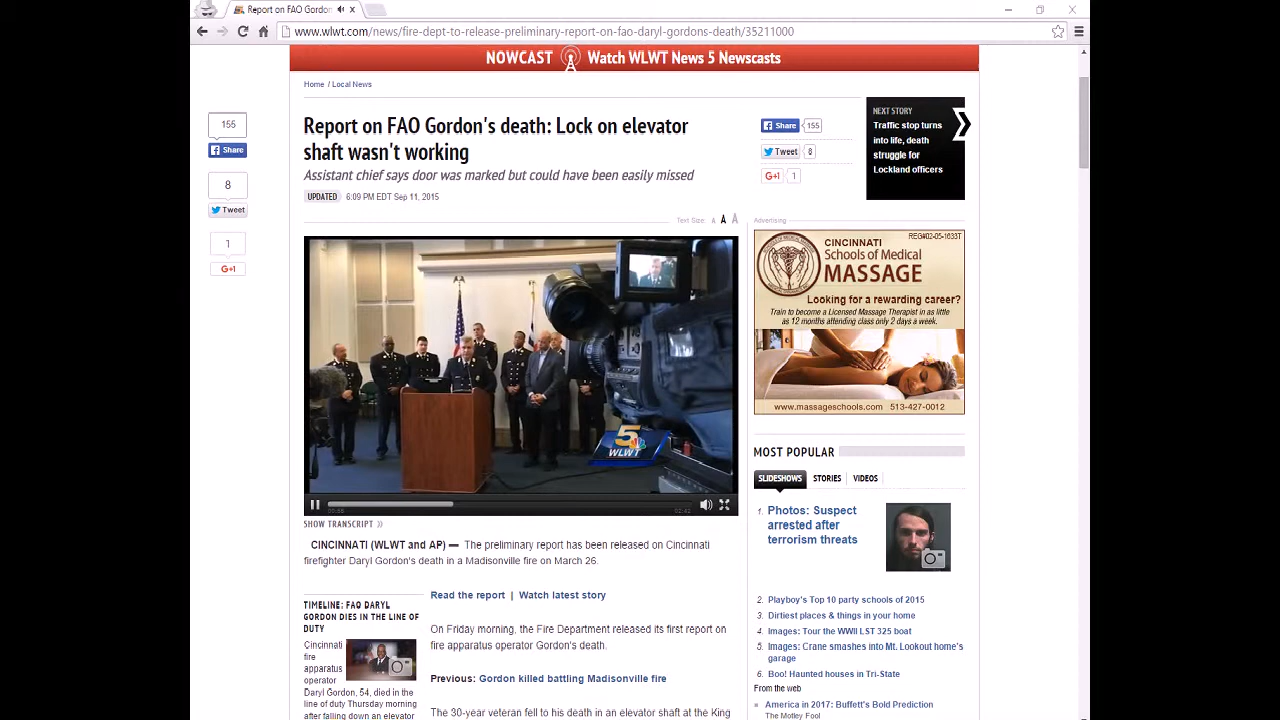 Report on FAO Gordon
www.wlwt.com/news/fire-dept-to-release-preliminary-report-on-fao-daryl-gordons-death/35211000
NOWCAST Watch WLWT News 5 Newscasts
Home / Local News
155
Share
8
Tweet
1
G+1
Report on FAO Gordon's death: Lock on elevator
shaft wasn't working
Assistant chief says door was marked but could have been easily missed
UPDATED 6:09 PM EDT Sep 11, 2015
Share 155
Tweet 8
G+1 1
NEXT STORY
Traffic stop turns
into life, death
struggle for
Lockland officers
Text Size: A A A
Advertising
REG#02-05-1633T
CINCINNATI
Schools of Medical
MASSAGE
Looking for a rewarding career?
Train to become a Licensed Massage Therapist in as little
as 12 months attending class only 2 days a week.
www.massageschools.com 513-427-0012
5
WLWT
SHOW TRANSCRIPT
CINCINNATI (WLWT and AP) — The preliminary report has been released on Cincinnati
firefighter Daryl Gordon's death in a Madisonville fire on March 26.
TIMELINE: FAO DARYL
GORDON DIES IN THE LINE OF
DUTY
Cincinnati
fire
apparatus
operator
Daryl Gordon, 54, died in the
line of duty Thursday morning
after falling down an elevator
Read the report | Watch latest story
On Friday morning, the Fire Department released its first report on
fire apparatus operator Gordon's death.
Previous: Gordon killed battling Madisonville fire
The 30-year veteran fell to his death in an elevator shaft at the King
MOST POPULAR
SLIDESHOWS STORIES VIDEOS
1. Photos: Suspect
arrested after
terrorism threats
2. Playboy's Top 10 party schools of 2015
3. Dirtiest places & things in your home
4. Images: Tour the WWII LST 325 boat
5. Images: Crane smashes into Mt. Lookout home's
garage
6. Boo! Haunted houses in Tri-State
From the web
America in 2017: Buffett's Bold Prediction
The Motley Fool